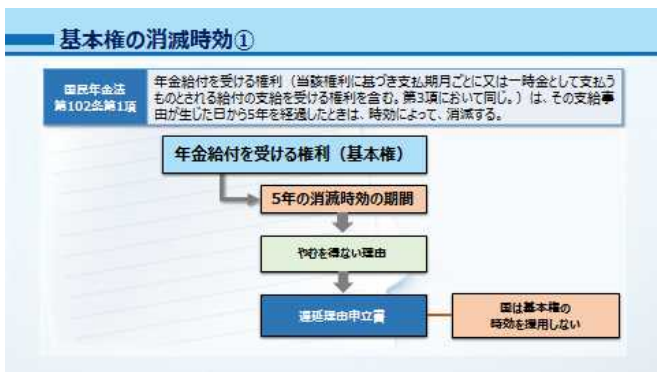 基本権の消滅時効①
国民年金法
第102条第1項
年金給付を受ける権利（当該権利に基づき支払期月ごとに又は一時金として支払う
ものとされる給付の支給を受ける権利を含む。第3項において同じ。）は、その支給事
由が生じた日から5年を経過したときは、時効によって、消滅する。
年金給付を受ける権利（基本権）
5年の消滅時効の期間
やむを得ない理由
遅延理由申立書
国は基本権の
時効を援用しない